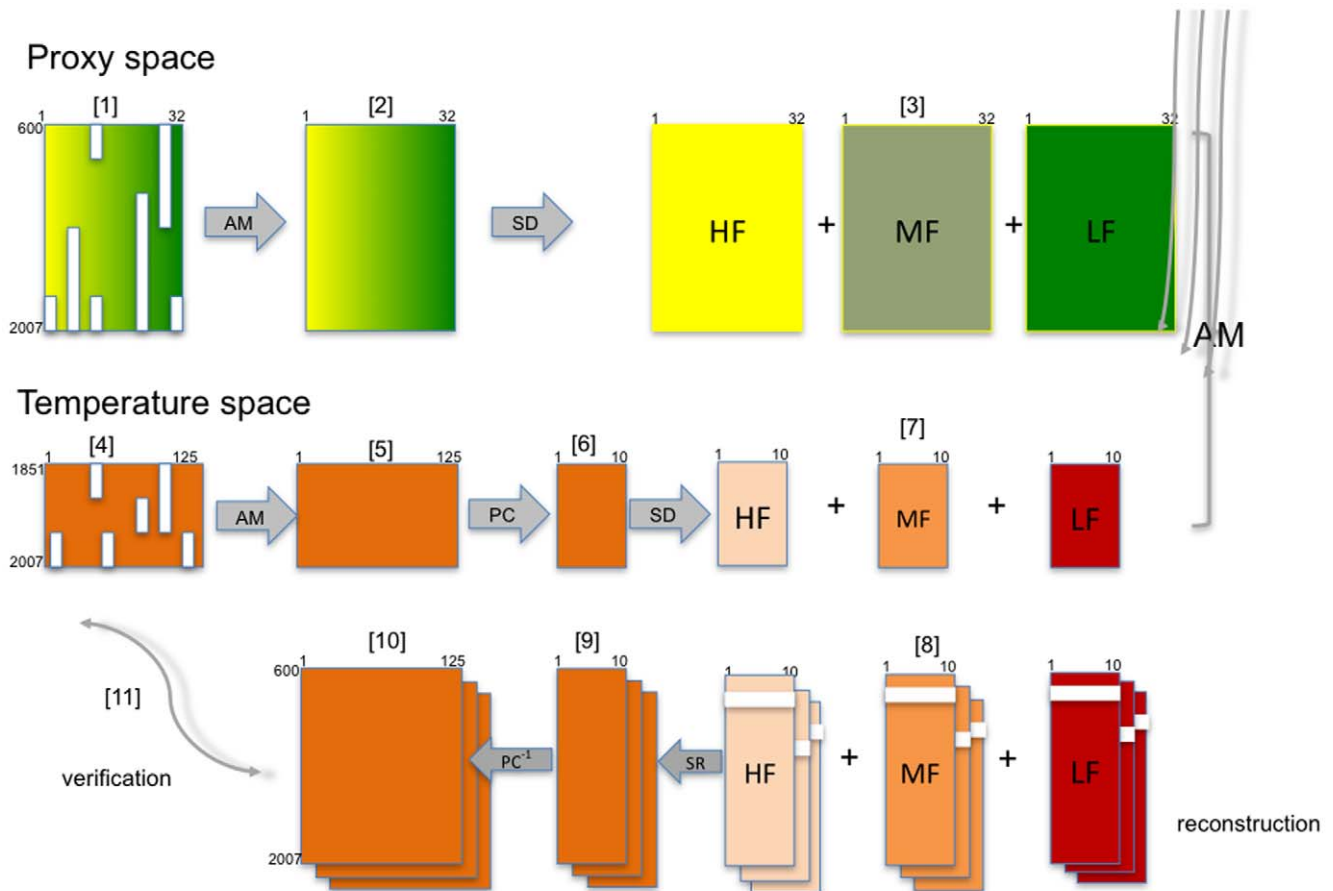 Proxy space
[1] [2] [3]
1 32 1 32 1 32 1 32 1 32
600
AM SD HF + MF + LF
2007
AM
Temperature space
[4] [5] [6] [7]
1 125 1 125 1 10 1 10 1 10 1 10
1851
AM PC SD HF + MF + LF
2007
[10] [9] [8]
1 125 1 10 1 10 1 10 1 10
600
[11]
PC-1 SR HF + MF + LF
verification
reconstruction
2007